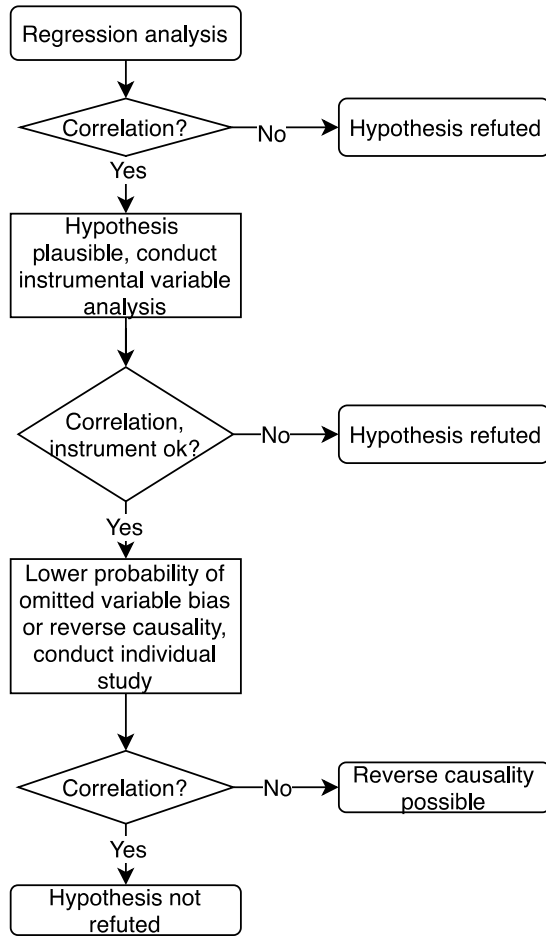 Regression analysis
Correlation?
No
Hypothesis refuted
Yes
Hypothesis
plausible, conduct
instrumental variable
analysis
Correlation,
instrument ok?
No
Hypothesis refuted
Yes
Lower probability of
omitted variable bias
or reverse causality,
conduct individual
study
Correlation?
No
Reverse causality
possible
Yes
Hypothesis not
refuted